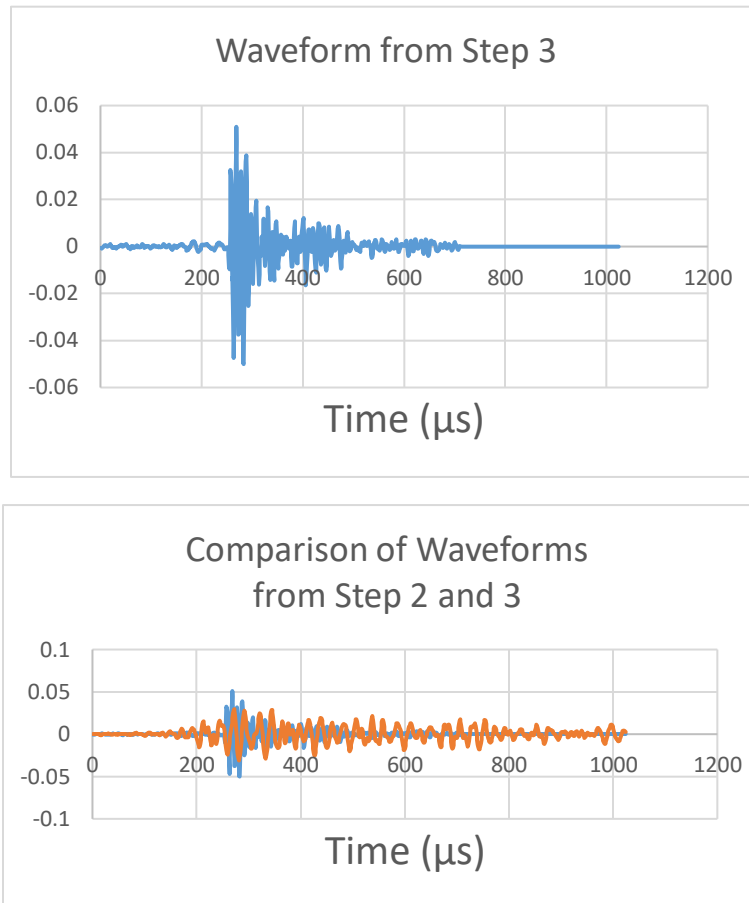 Waveform from Step 3
0.06
0.04
0.02
0
-0.02
-0.04
-0.06
0 200 400 600 800 1000 1200
Time (μs)
Comparison of Waveforms
from Step 2 and 3
0.1
0.05
0
-0.05
-0.1
0 200 400 600 800 1000 1200
Time (μs)